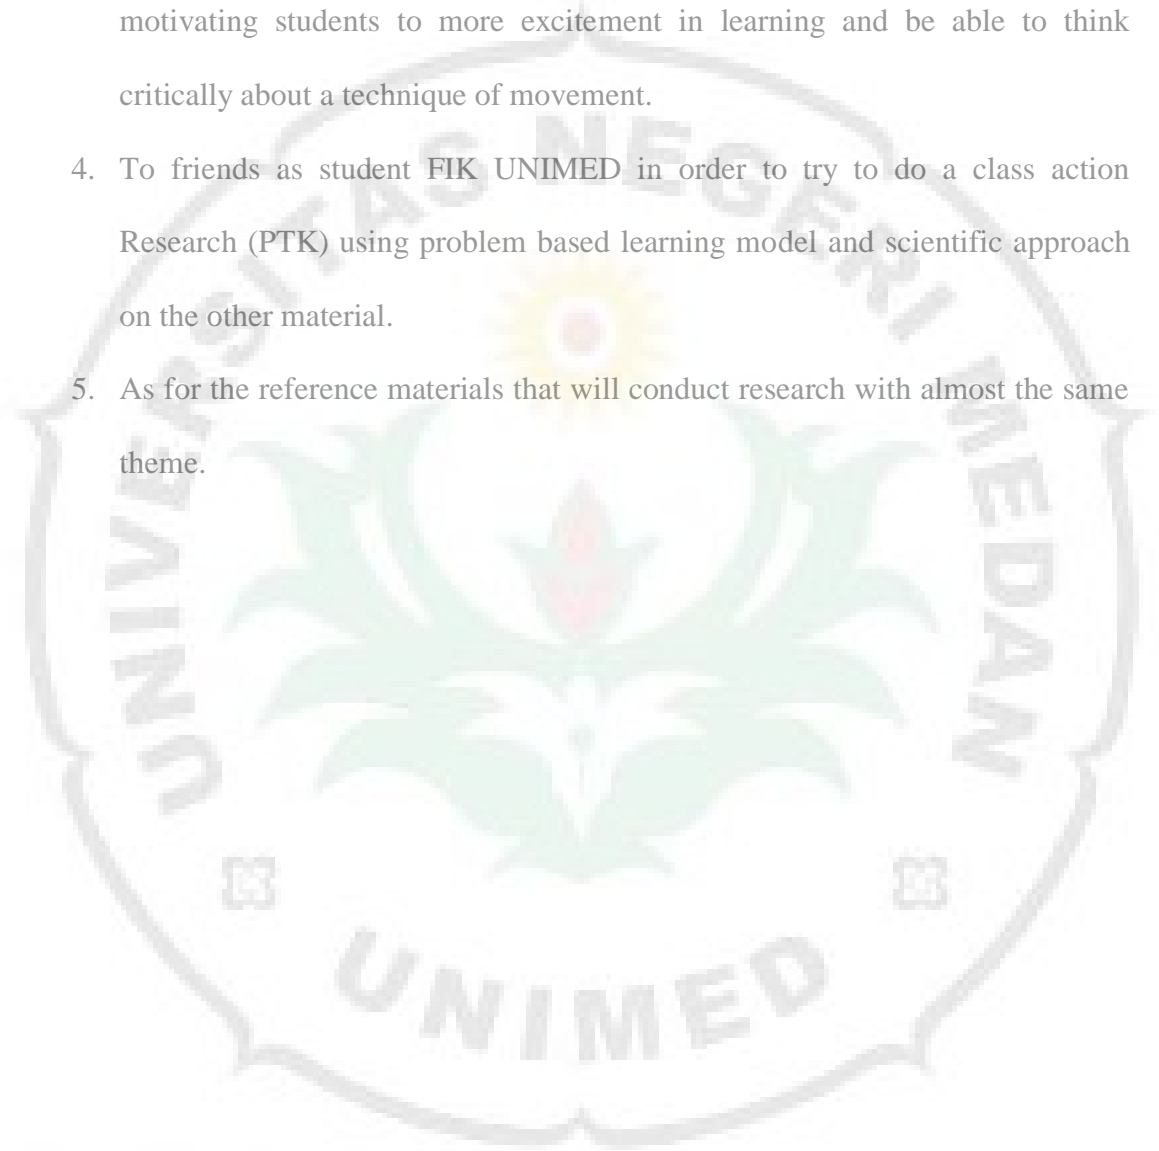 motivating students to more excitement in learning and be able to think
critically about a technique of movement.
4. To friends as student FIK UNIMED in order to try to do a class action
Research (PTK) using problem based learning model and scientific approach
on the other material.
5. As for the reference materials that will conduct research with almost the same
theme.
UNIVERSITAS NEGERI MEDAN
UNIMED